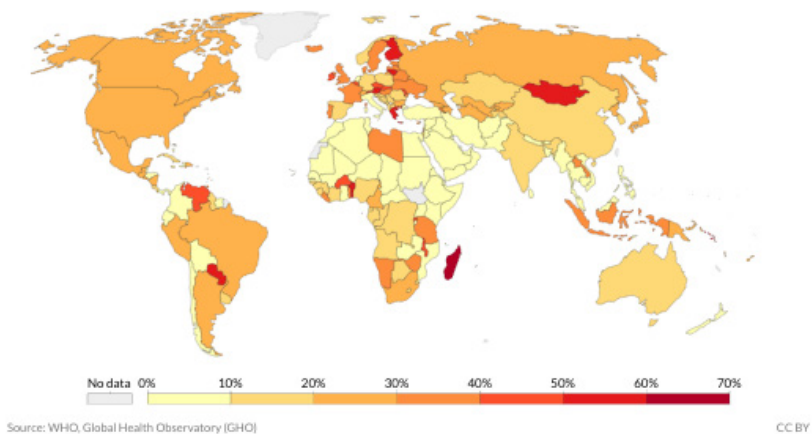 No data 0% 10% 20% 30% 40% 50% 60% 70%
Source: WHO, Global Health Observatory (GHO) CC BY